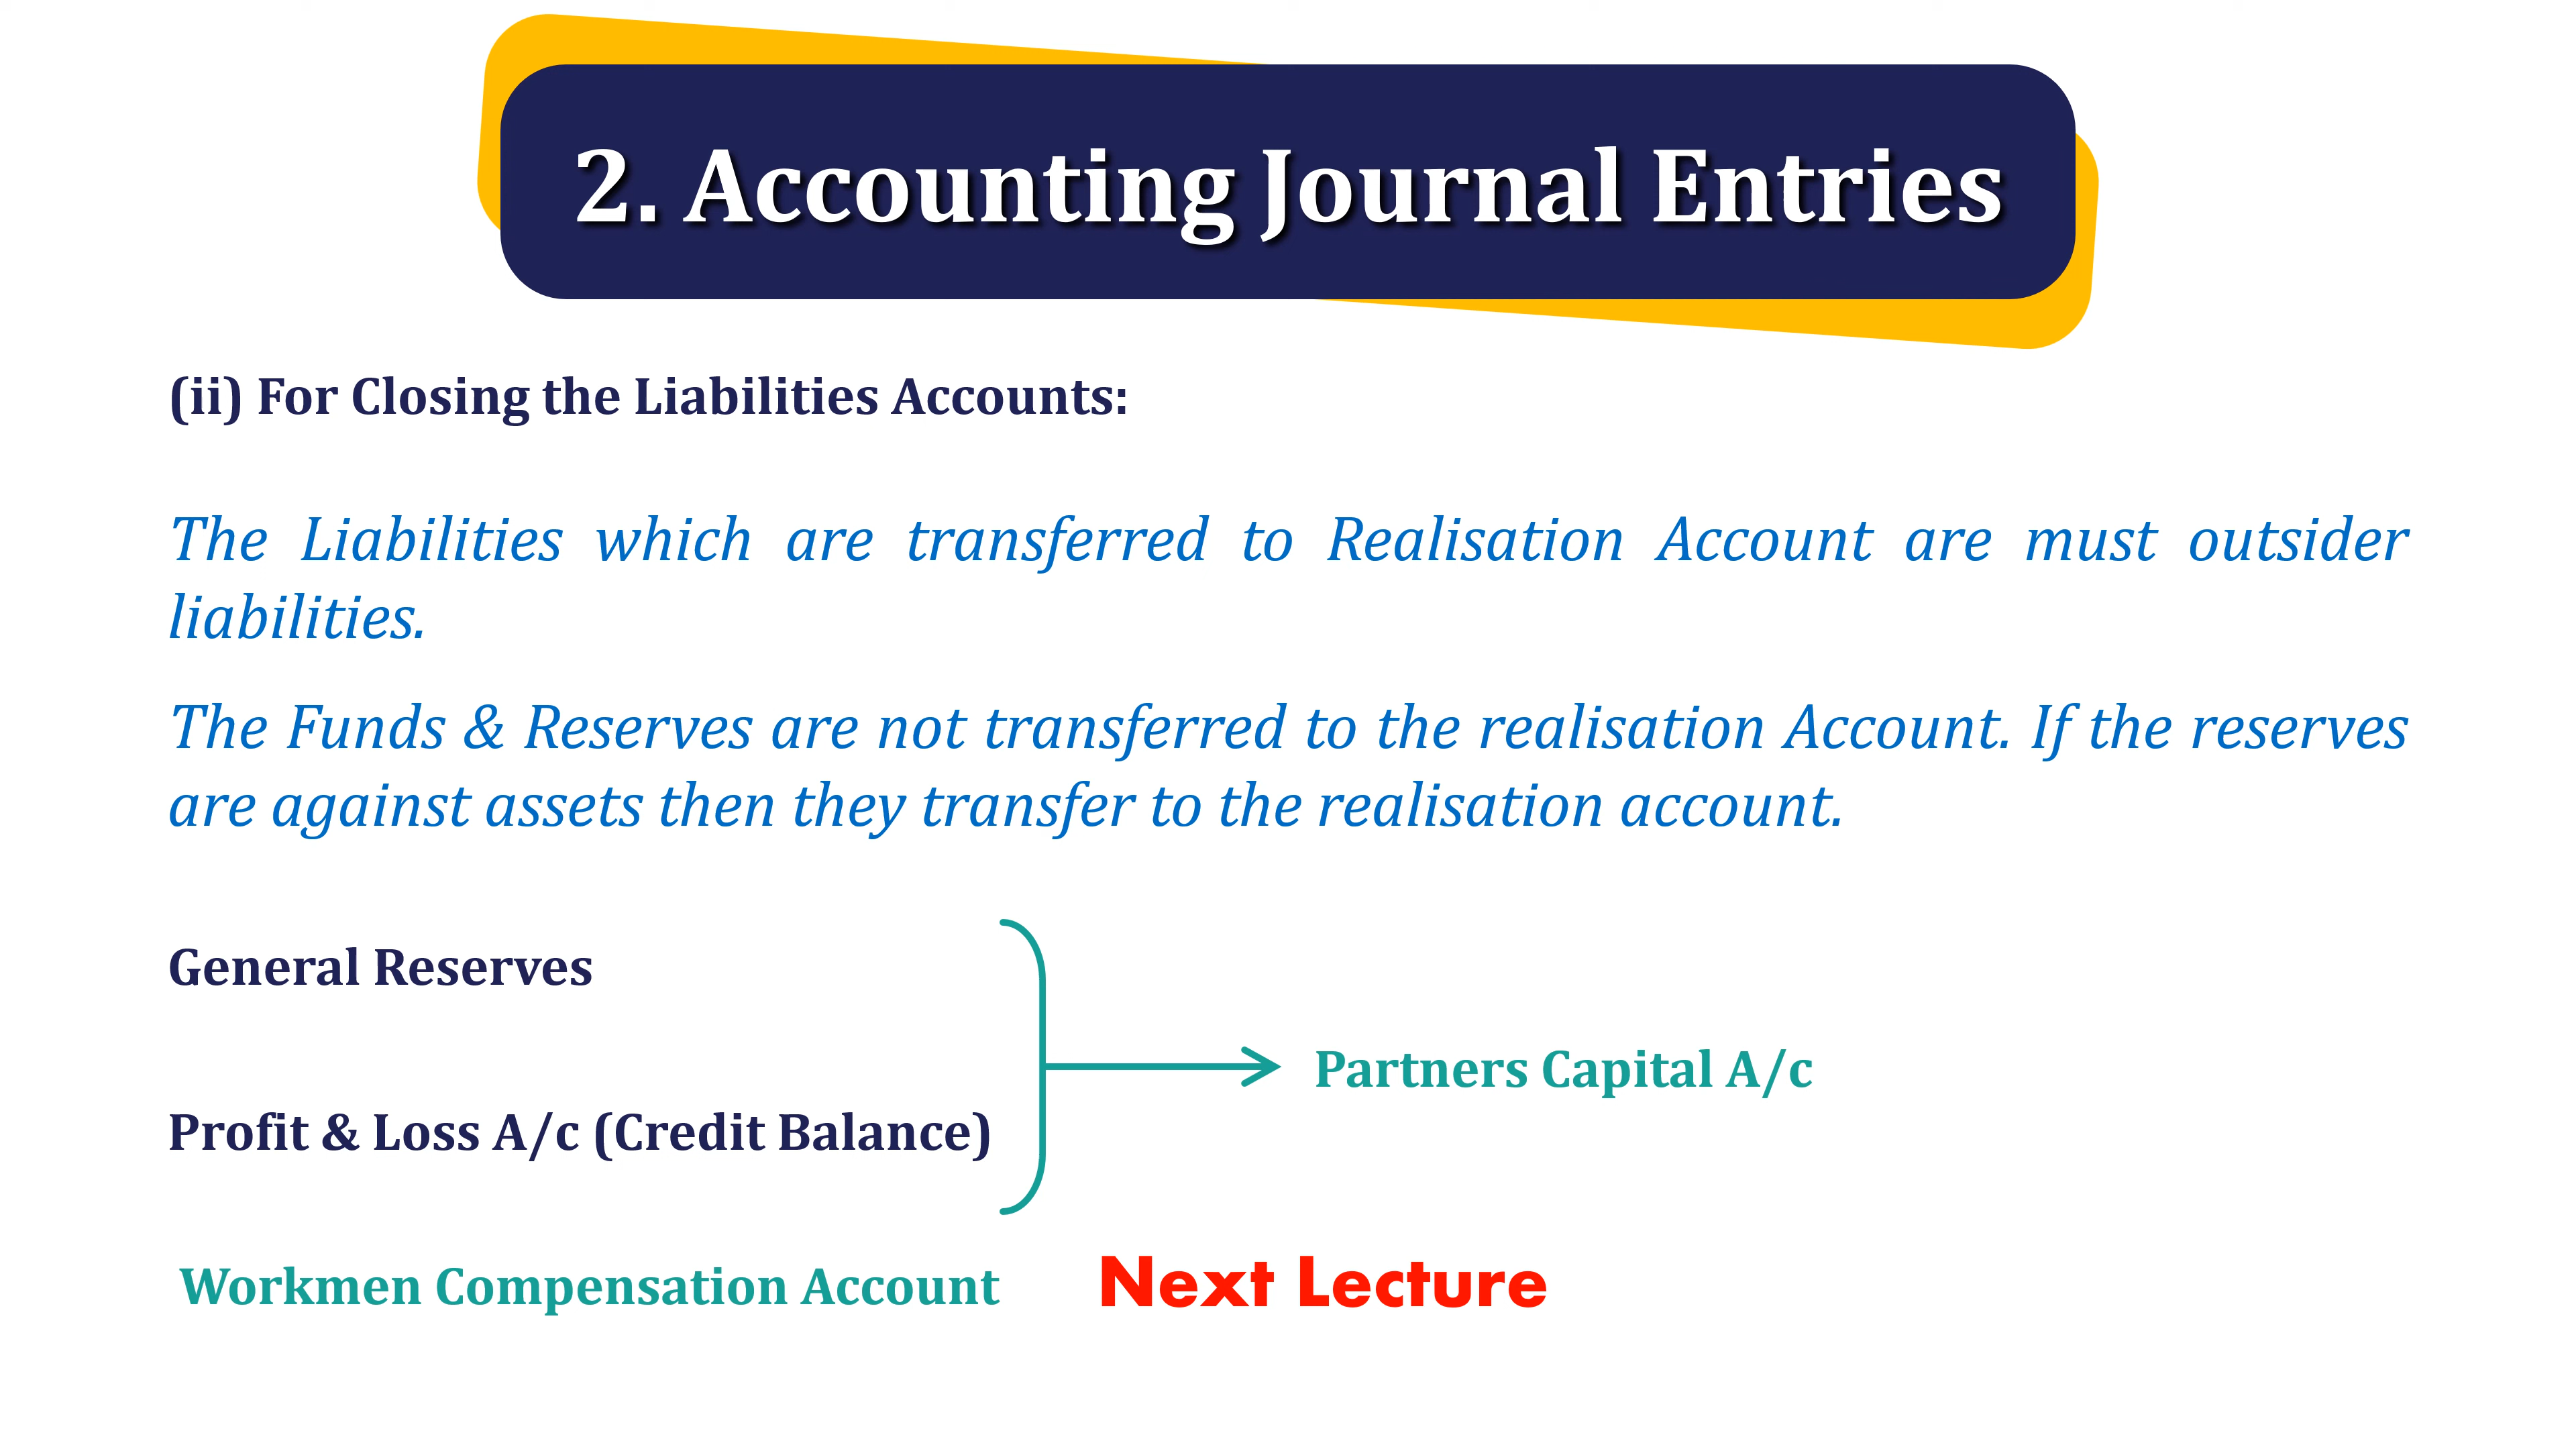 2. Accounting Journal Entries
(ii) For Closing the Liabilities Accounts:
The Liabilities which are transferred to Realisation Account are must outsider
liabilities.
The Funds & Reserves are not transferred to the realisation Account. If the reserves
are against assets then they transfer to the realisation account.
General Reserves
Partners Capital A/c
Profit & Loss A/c (Credit Balance)
Workmen Compensation Account Next Lecture